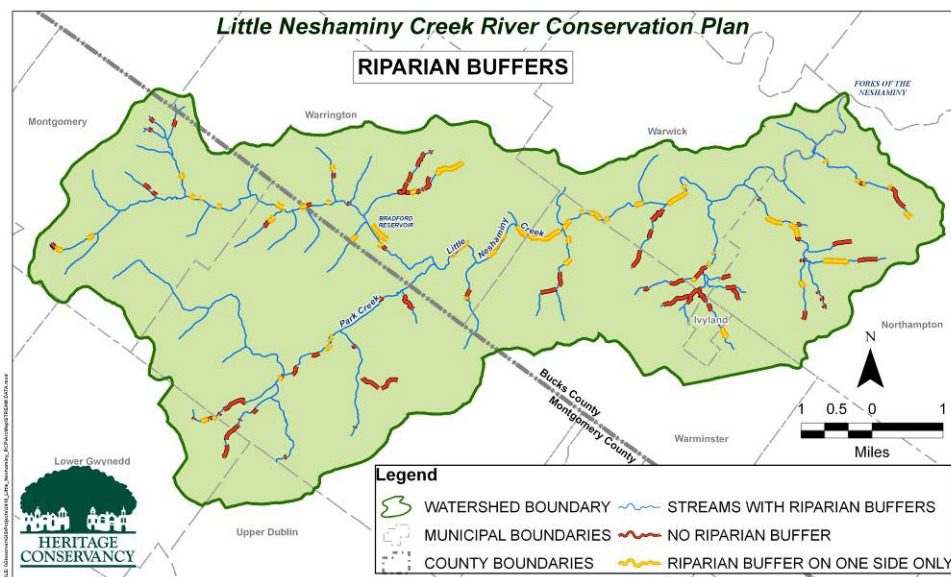 Little Neshaminy Creek River Conservation Plan
RIPARIAN BUFFERS
FORKS OF THE
NESHAMINY
Montgomery
Warrington
Warwick
BRADFORD
RESERVOIR
Little
Neshaminy
Creek
Park Creek
Ivyland
Northampton
N
Bucks County
Montgomery County
1 0.5 0 1
Miles
Warminster
Lower Gwynedd
Upper Dublin
HERITAGE
CONSERVANCY
Legend
WATERSHED BOUNDARY
STREAMS WITH RIPARIAN BUFFERS
MUNICIPAL BOUNDARIES
NO RIPARIAN BUFFER
COUNTY BOUNDARIES
RIPARIAN BUFFER ON ONE SIDE ONLY